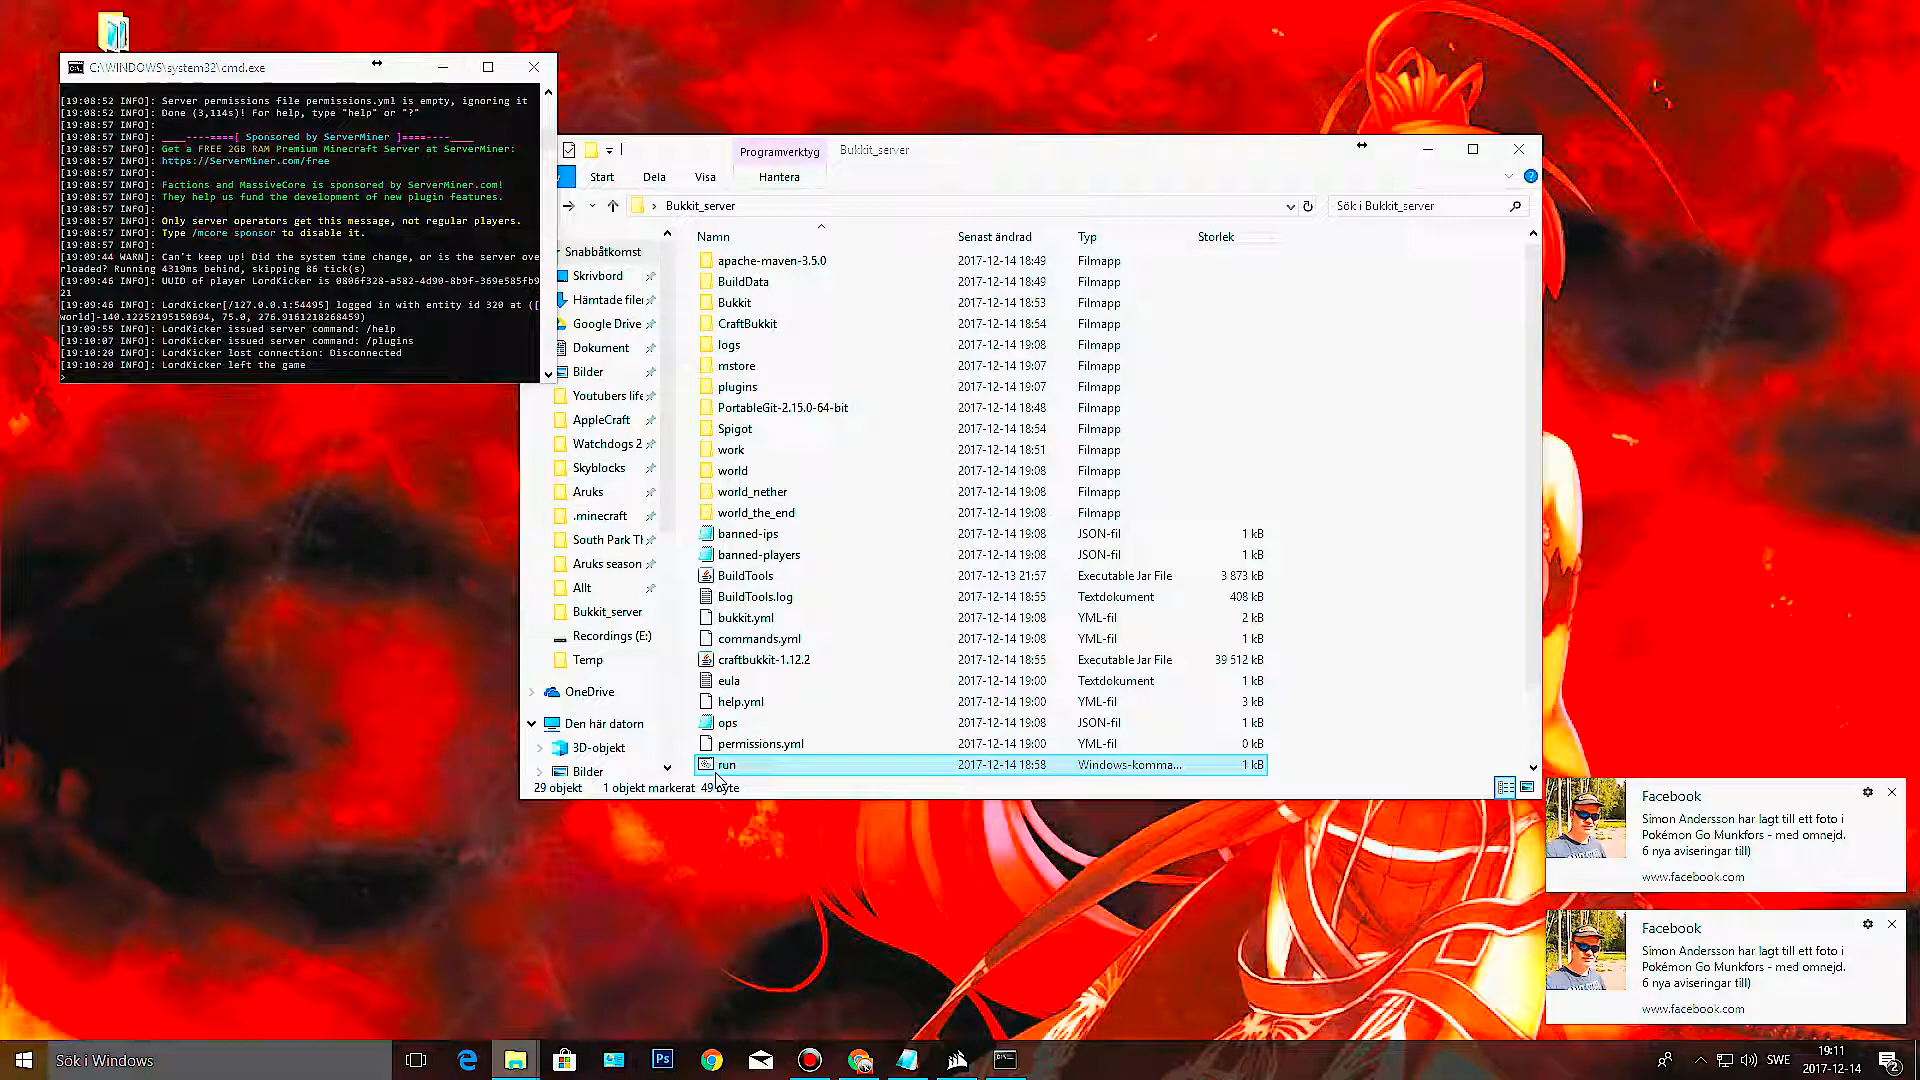 C:\WINDOWS\system32\cmd.exe
[19:08:52 INFO]: Server permissions file permissions.yml is empty, ignoring it
[19:08:52 INFO]: Done (3,114s)! For help, type "help" or "?"
[19:08:57 INFO]:
[19:08:57 INFO]: ____----====[ Sponsored by ServerMiner ]====----____
[19:08:57 INFO]: Get a FREE 2GB RAM Premium Minecraft Server at ServerMiner:
[19:08:57 INFO]: https://ServerMiner.com/free
[19:08:57 INFO]:
[19:08:57 INFO]: Factions and MassiveCore is sponsored by ServerMiner.com!
[19:08:57 INFO]: They help us fund the development of new plugin features.
[19:08:57 INFO]:
[19:08:57 INFO]: Only server operators get this message, not regular players.
[19:08:57 INFO]: Type /mcore sponsor to disable it.
[19:08:57 INFO]:
[19:09:44 WARN]: Can't keep up! Did the system time change, or is the server ove
rloaded? Running 4319ms behind, skipping 86 tick(s)
[19:09:46 INFO]: UUID of player LordKicker is 0806f328-a582-4d90-8b9f-369e585fb9
21
[19:09:46 INFO]: LordKicker[/127.0.0.1:54495] logged in with entity id 320 at ([
world]-140.12252195150694, 75.0, 276.9161218268459)
[19:09:55 INFO]: LordKicker issued server command: /help
[19:10:07 INFO]: LordKicker issued server command: /plugins
[19:10:20 INFO]: LordKicker lost connection: Disconnected
[19:10:20 INFO]: LordKicker left the game
>
Programverktyg
Bukkit_server
Start Dela Visa Hantera
Bukkit_server
Sök i Bukkit_server
Snabbåtkomst
Skrivbord
Hämtade filer
Google Drive
Dokument
Bilder
Youtubers life
AppleCraft
Watchdogs 2
Skyblocks
Aruks
.minecraft
South Park Th
Aruks season
Allt
Bukkit_server
Recordings (E:)
Temp
OneDrive
Den här datorn
3D-objekt
Bilder
Namn Senast ändrad Typ Storlek
apache-maven-3.5.0 2017-12-14 18:49 Filmapp
BuildData 2017-12-14 18:49 Filmapp
Bukkit 2017-12-14 18:53 Filmapp
CraftBukkit 2017-12-14 18:54 Filmapp
logs 2017-12-14 19:08 Filmapp
mstore 2017-12-14 19:07 Filmapp
plugins 2017-12-14 19:07 Filmapp
PortableGit-2.15.0-64-bit 2017-12-14 18:48 Filmapp
Spigot 2017-12-14 18:54 Filmapp
work 2017-12-14 18:51 Filmapp
world 2017-12-14 19:08 Filmapp
world_nether 2017-12-14 19:08 Filmapp
world_the_end 2017-12-14 19:08 Filmapp
banned-ips 2017-12-14 19:08 JSON-fil 1 kB
banned-players 2017-12-14 19:08 JSON-fil 1 kB
BuildTools 2017-12-13 21:57 Executable Jar File 3 873 kB
BuildTools.log 2017-12-14 18:55 Textdokument 408 kB
bukkit.yml 2017-12-14 19:08 YML-fil 2 kB
commands.yml 2017-12-14 19:08 YML-fil 1 kB
craftbukkit-1.12.2 2017-12-14 18:55 Executable Jar File 39 512 kB
eula 2017-12-14 19:00 Textdokument 1 kB
help.yml 2017-12-14 19:00 YML-fil 3 kB
ops 2017-12-14 19:08 JSON-fil 1 kB
permissions.yml 2017-12-14 19:00 YML-fil 0 kB
run 2017-12-14 18:58 Windows-komma... 1 kB
29 objekt 1 objekt markerat 49 byte
Facebook
Simon Andersson har lagt till ett foto i
Pokémon Go Munkfors - med omnejd.
6 nya aviseringar till)
www.facebook.com
Facebook
Simon Andersson har lagt till ett foto i
Pokémon Go Munkfors - med omnejd.
6 nya aviseringar till)
www.facebook.com
Sök i Windows
Ps
SWE
19:11
2017-12-14
2